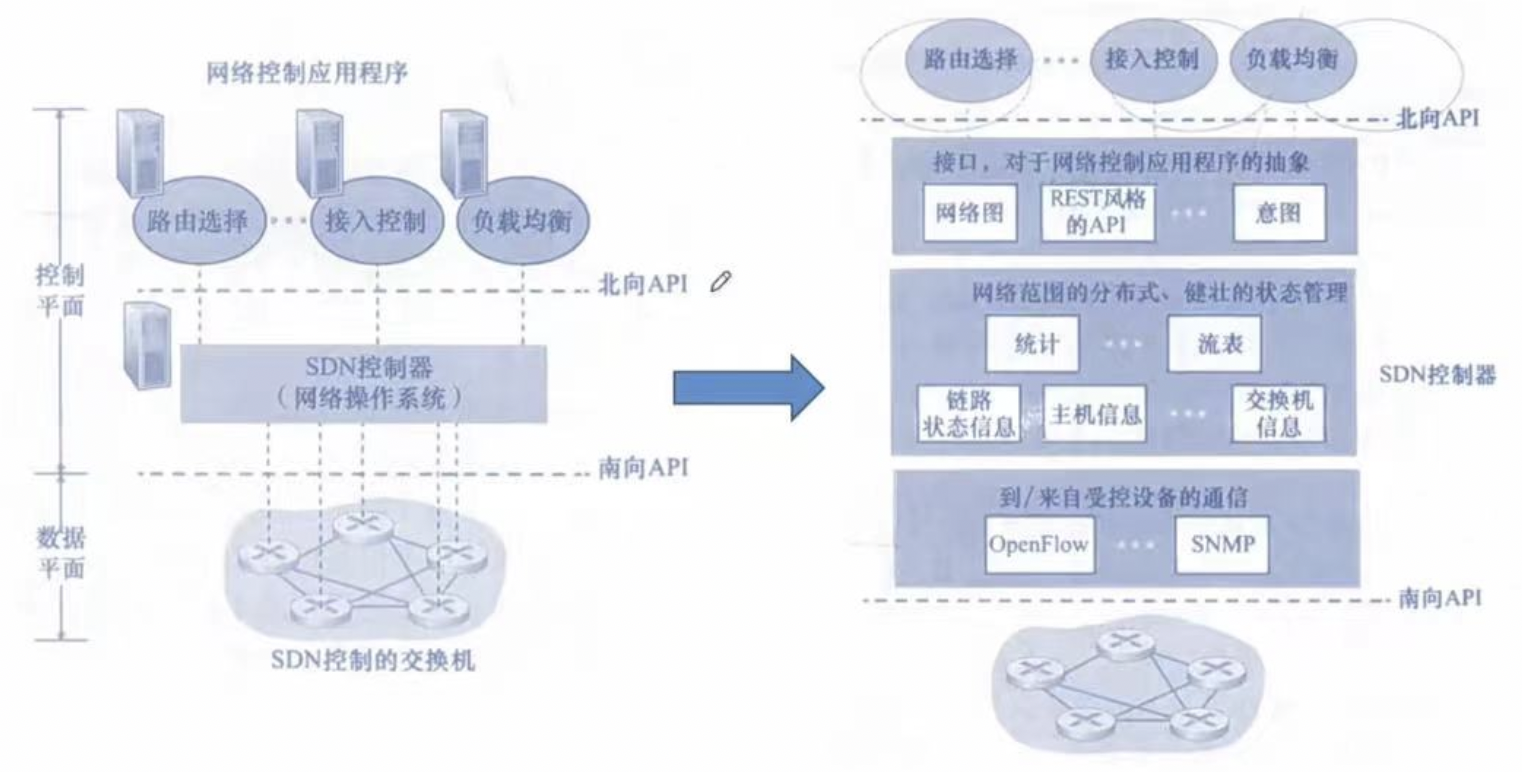 网络控制应用程序
路由选择
接入控制
负载均衡
北向API
控制
平面
SDN控制器
（网络操作系统）
南向API
数据
平面
SDN控制的交换机
路由选择
接入控制
负载均衡
北向API
接口，对于网络控制应用程序的抽象
网络图
REST风格
的API
意图
网络范围的分布式、健壮的状态管理
统计
流表
SDN控制器
链路
状态信息
主机信息
交换机
信息
到/来自受控设备的通信
OpenFlow
SNMP
南向API